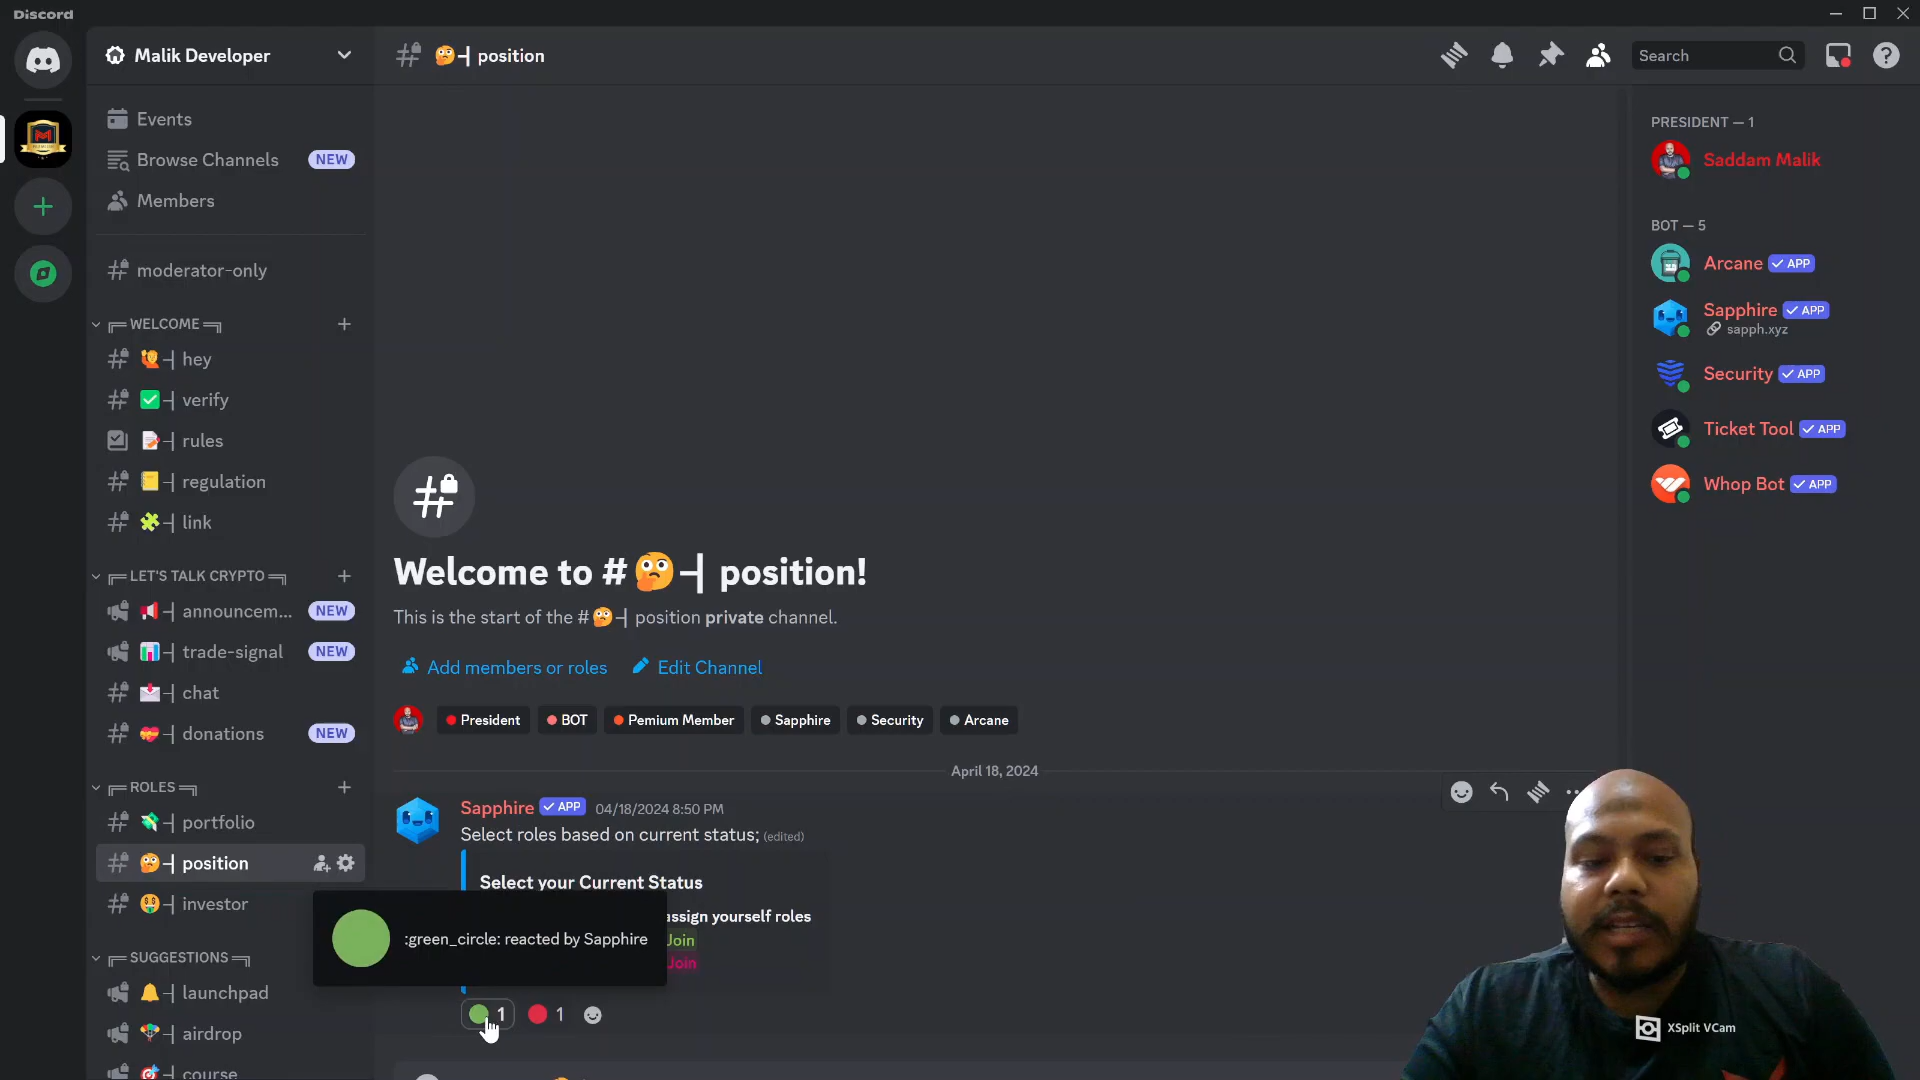 Discord
Malik Developer
position
Search
Events
Browse Channels NEW
Members
moderator-only
WELCOME
hey
verify
rules
regulation
link
LET'S TALK CRYPTO
announcem... NEW
trade-signal NEW
chat
donations NEW
ROLES
portfolio
position
investor
SUGGESTIONS
launchpad
airdrop
course
Welcome to # position!
This is the start of the # position private channel.
Add members or roles Edit Channel
President BOT Pemium Member Sapphire Security Arcane
April 18, 2024
Sapphire APP 04/18/2024 8:50 PM
Select roles based on current status; (edited)
Select your Current Status
assign yourself roles
Join
Join
:green_circle: reacted by Sapphire
1 1
PRESIDENT — 1
Saddam Malik
BOT — 5
Arcane APP
Sapphire APP
sapph.xyz
Security APP
Ticket Tool APP
Whop Bot APP
XSplit VCam